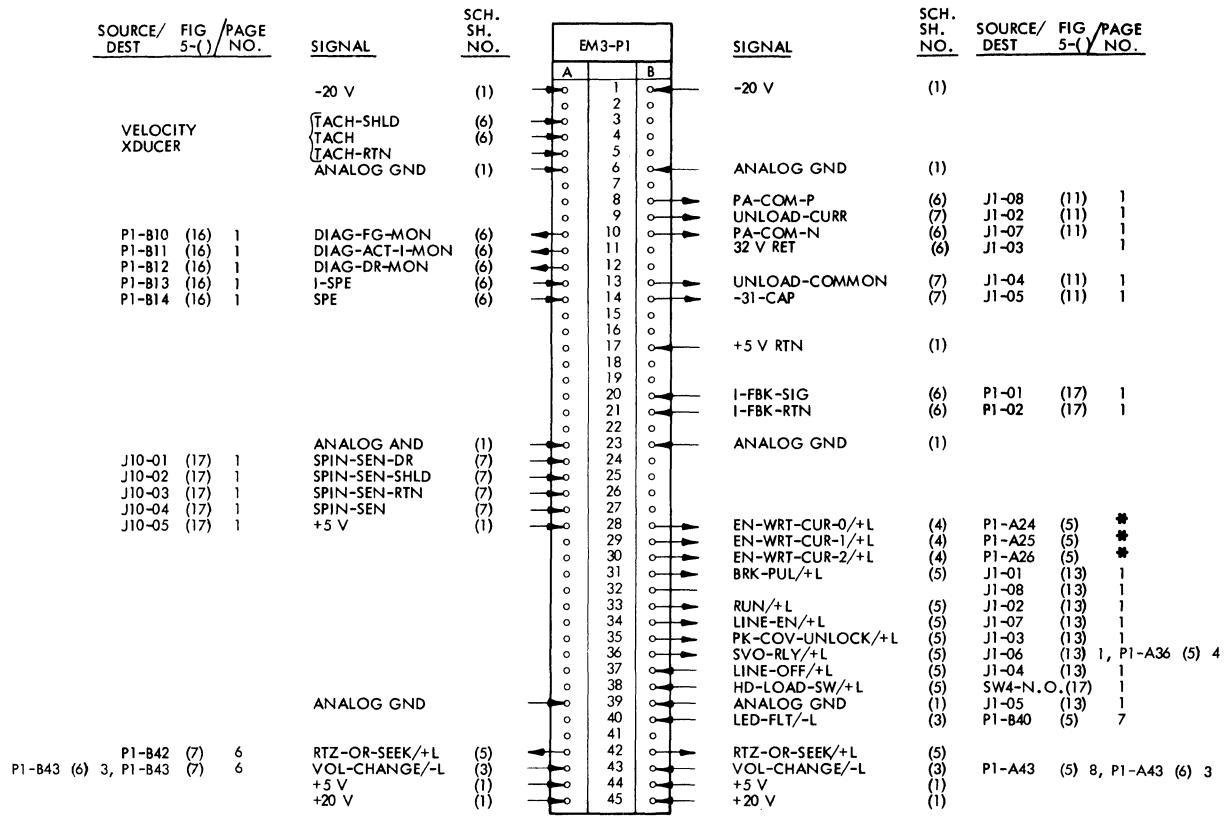 SOURCE/ DEST FIG 5-( )/PAGE NO. SIGNAL SCH. SH. NO. EM3-P1 SIGNAL SCH. SH. NO. SOURCE/ DEST FIG 5-( )/PAGE NO.
A B
-20 V (1) 1 -20 V (1)
2
VELOCITY XDUCER
TACH-SHLD (6) 3
TACH (6) 4
TACH-RTN 5
ANALOG GND (1) 6 ANALOG GND (1)
7
8 PA-COM-P (6) J1-08 (11) 1
9 UNLOAD-CURR (7) J1-02 (11) 1
P1-B10 (16) 1 DIAG-FG-MON (6) 10 PA-COM-N (6) J1-07 (11) 1
P1-B11 (16) 1 DIAG-ACT-I-MON (6) 11 32 V RET (6) J1-03 1
P1-B12 (16) 1 DIAG-DR-MON (6) 12
P1-B13 (16) 1 I-SPE (6) 13 UNLOAD-COMMON (7) J1-04 (11) 1
P1-B14 (16) 1 SPE (6) 14 -31-CAP (7) J1-05 (11) 1
15
16
17 +5 V RTN (1)
18
19
20 I-FBK-SIG (6) P1-01 (17) 1
21 I-FBK-RTN (6) P1-02 (17) 1
22
ANALOG AND (1) 23 ANALOG GND (1)
J10-01 (17) 1 SPIN-SEN-DR (7) 24
J10-02 (17) 1 SPIN-SEN-SHLD (7) 25
J10-03 (17) 1 SPIN-SEN-RTN (7) 26
J10-04 (17) 1 SPIN-SEN (7) 27
J10-05 (17) 1 +5 V (1) 28 EN-WRT-CUR-0/+L (4) P1-A24 (5) *
29 EN-WRT-CUR-1/+L (4) P1-A25 (5) *
30 EN-WRT-CUR-2/+L (4) P1-A26 (5) *
31 BRK-PUL/+L (5) J1-01 (13) 1
32 J1-08 (13) 1
33 RUN/+L (5) J1-02 (13) 1
34 LINE-EN/+L (5) J1-07 (13) 1
35 PK-COV-UNLOCK/+L (5) J1-03 (13) 1
36 SVO-RLY/+L (5) J1-06 (13) 1, P1-A36 (5) 4
37 LINE-OFF/+L (5) J1-04 (13) 1
38 HD-LOAD-SW/+L (5) SW4-N.O.(17) 1
ANALOG GND 39 ANALOG GND (1) J1-05 (13) 1
40 LED-FLT/-L (3) P1-B40 (5) 7
41
P1-B42 (7) 6 RTZ-OR-SEEK/+L (5) 42 RTZ-OR-SEEK/+L (5)
P1-B43 (6) 3, P1-B43 (7) 6 VOL-CHANGE/-L (3) 43 VOL-CHANGE/-L (3) P1-A43 (5) 8, P1-A43 (6) 3
+5 V (1) 44 +5 V (1)
+20 V (1) 45 +20 V (1)